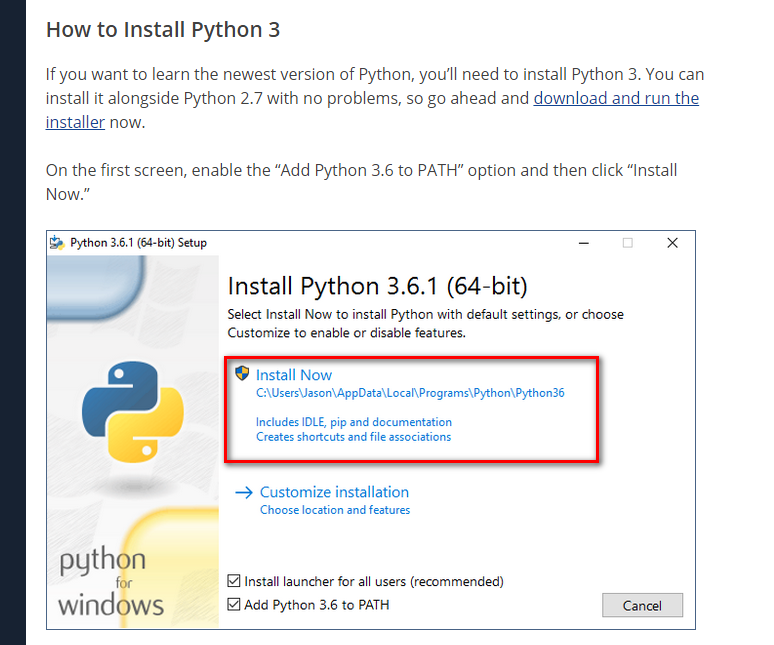 How to Install Python 3
If you want to learn the newest version of Python, you’ll need to install Python 3. You can
install it alongside Python 2.7 with no problems, so go ahead and download and run the
installer now.
On the first screen, enable the “Add Python 3.6 to PATH” option and then click “Install
Now.”
Python 3.6.1 (64-bit) Setup
Install Python 3.6.1 (64-bit)
Select Install Now to install Python with default settings, or choose
Customize to enable or disable features.
Install Now
C:\Users\Jason\AppData\Local\Programs\Python\Python36
Includes IDLE, pip and documentation
Creates shortcuts and file associations
Customize installation
Choose location and features
python
for
windows
Install launcher for all users (recommended)
Add Python 3.6 to PATH
Cancel